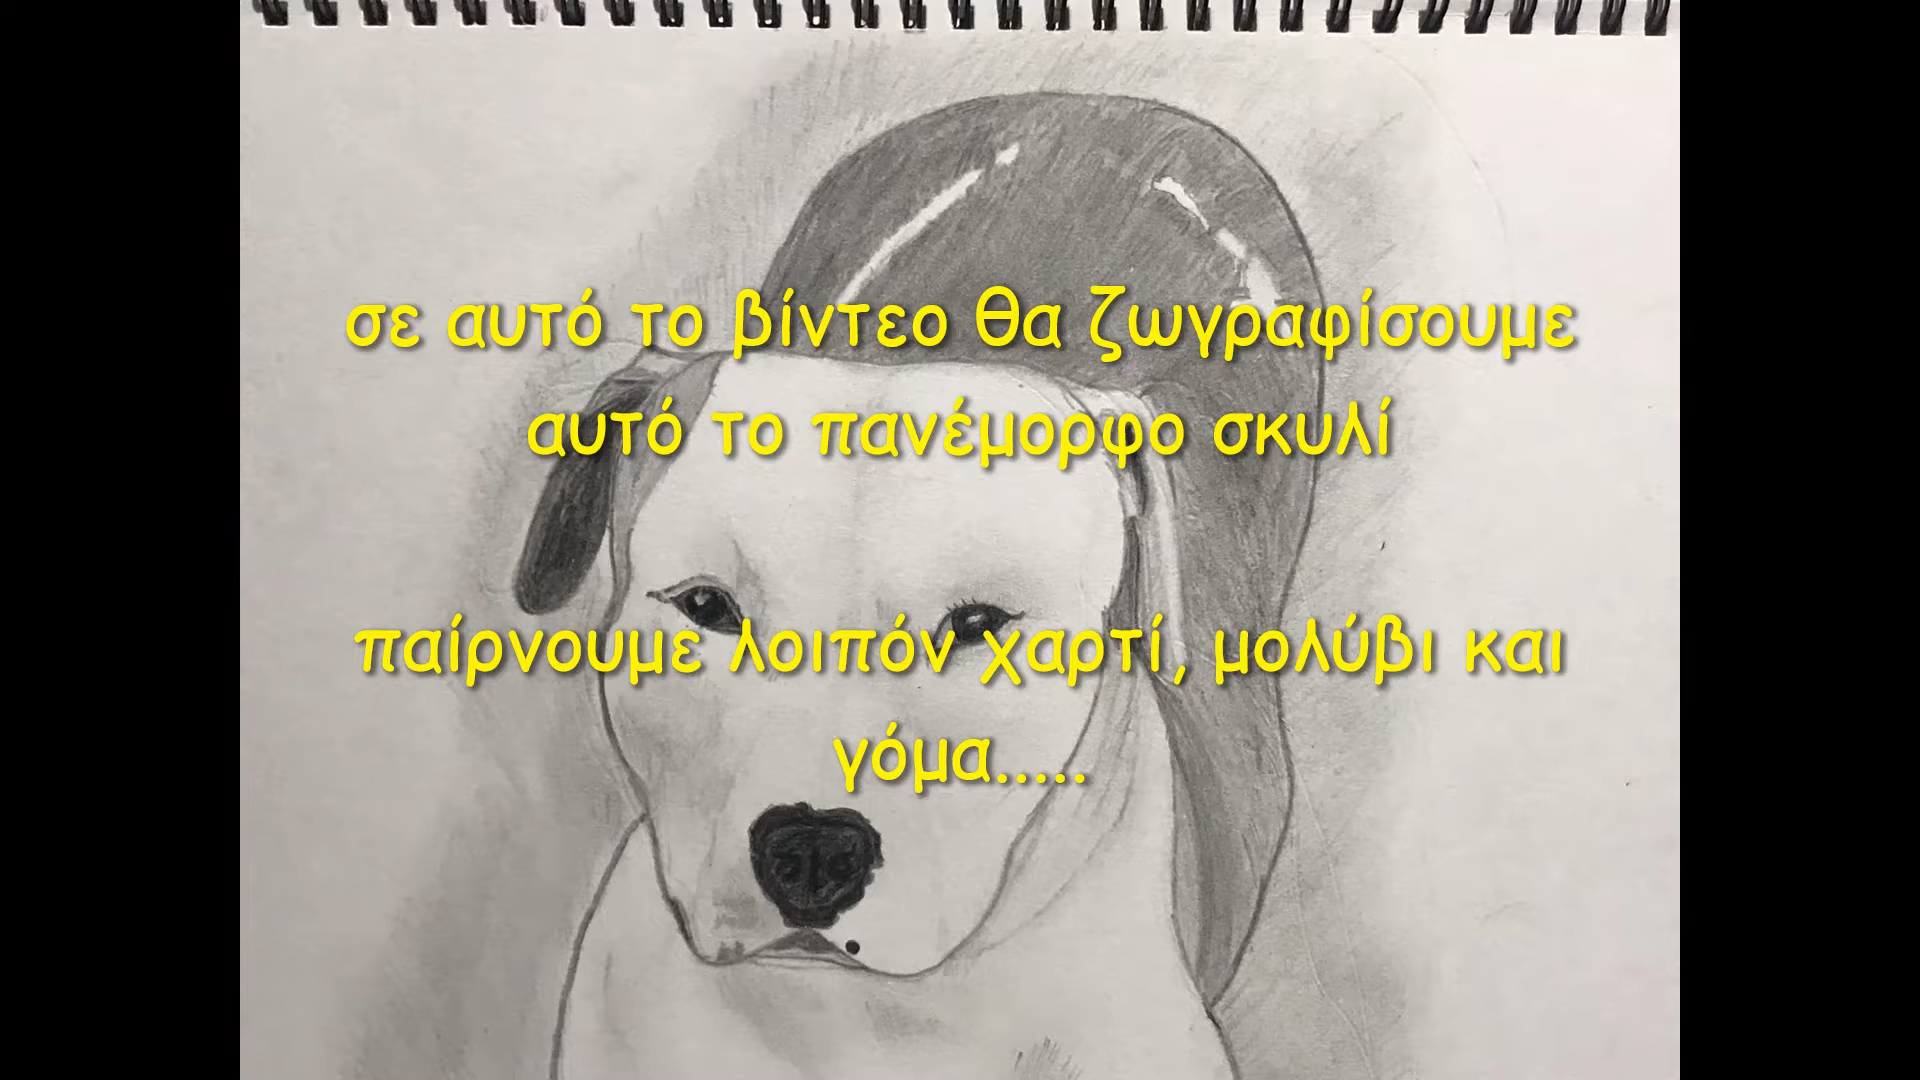 σε αυτό το βίντεο θα ζωγραφίσουμε
αυτό το πανέμορφο σκυλί
παίρνουμε λοιπόν χαρτί, μολύβι και
γόμα.....